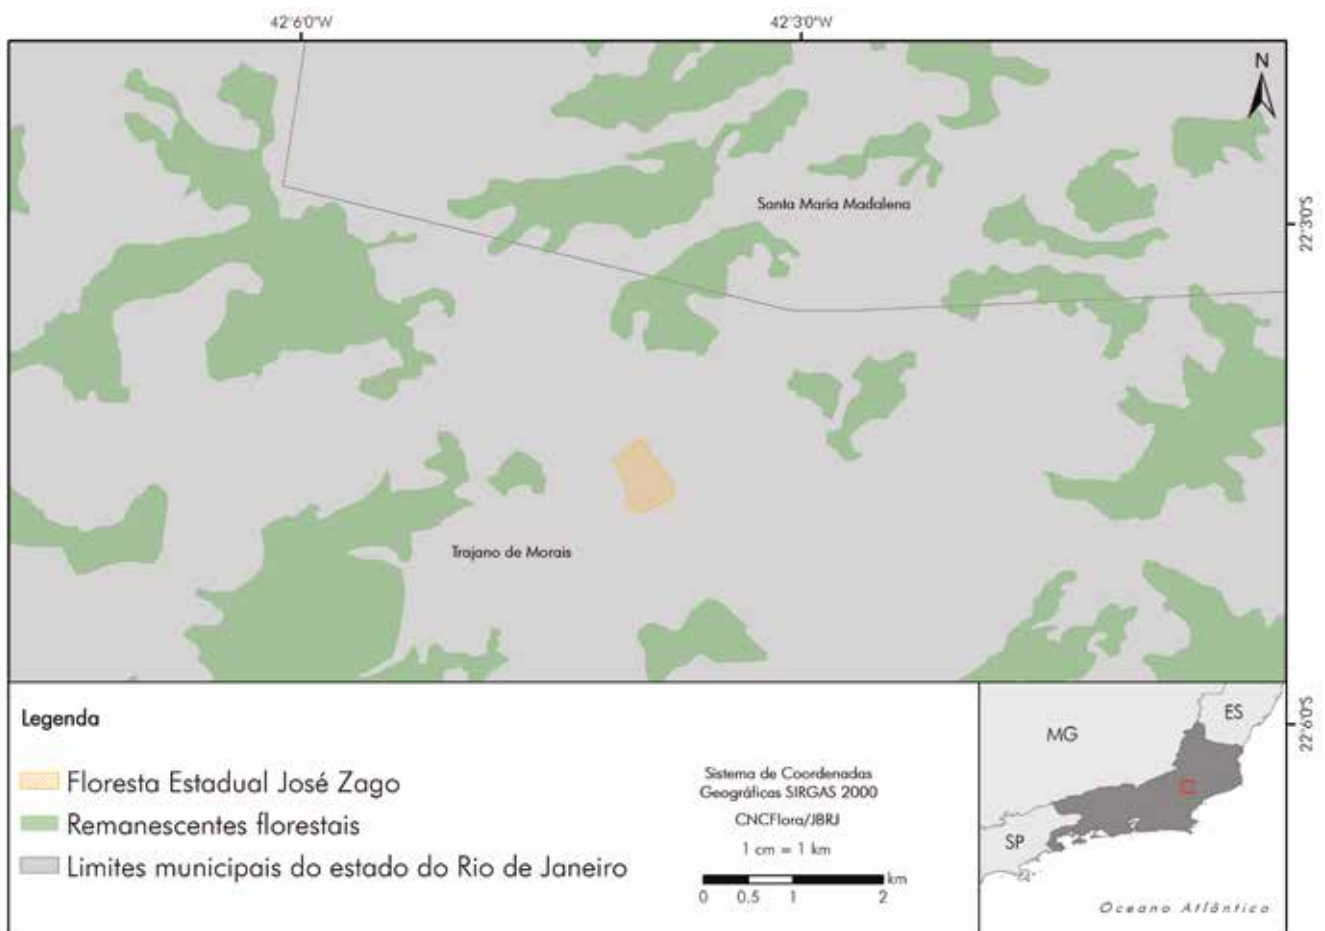 42°6'0"W
42°3'0"W
N
Santa Maria Madalena
22°3'0"S
Trajano de Morais
22°6'0"S
Legenda
Floresta Estadual José Zago
Remanescentes florestais
Limites municipais do estado do Rio de Janeiro
Sistema de Coordenadas
Geográficas SIRGAS 2000
CNCFlora/JBRJ
1 cm = 1 km
km
0 0.5 1 2
MG
ES
SP
Oceano Atlântico